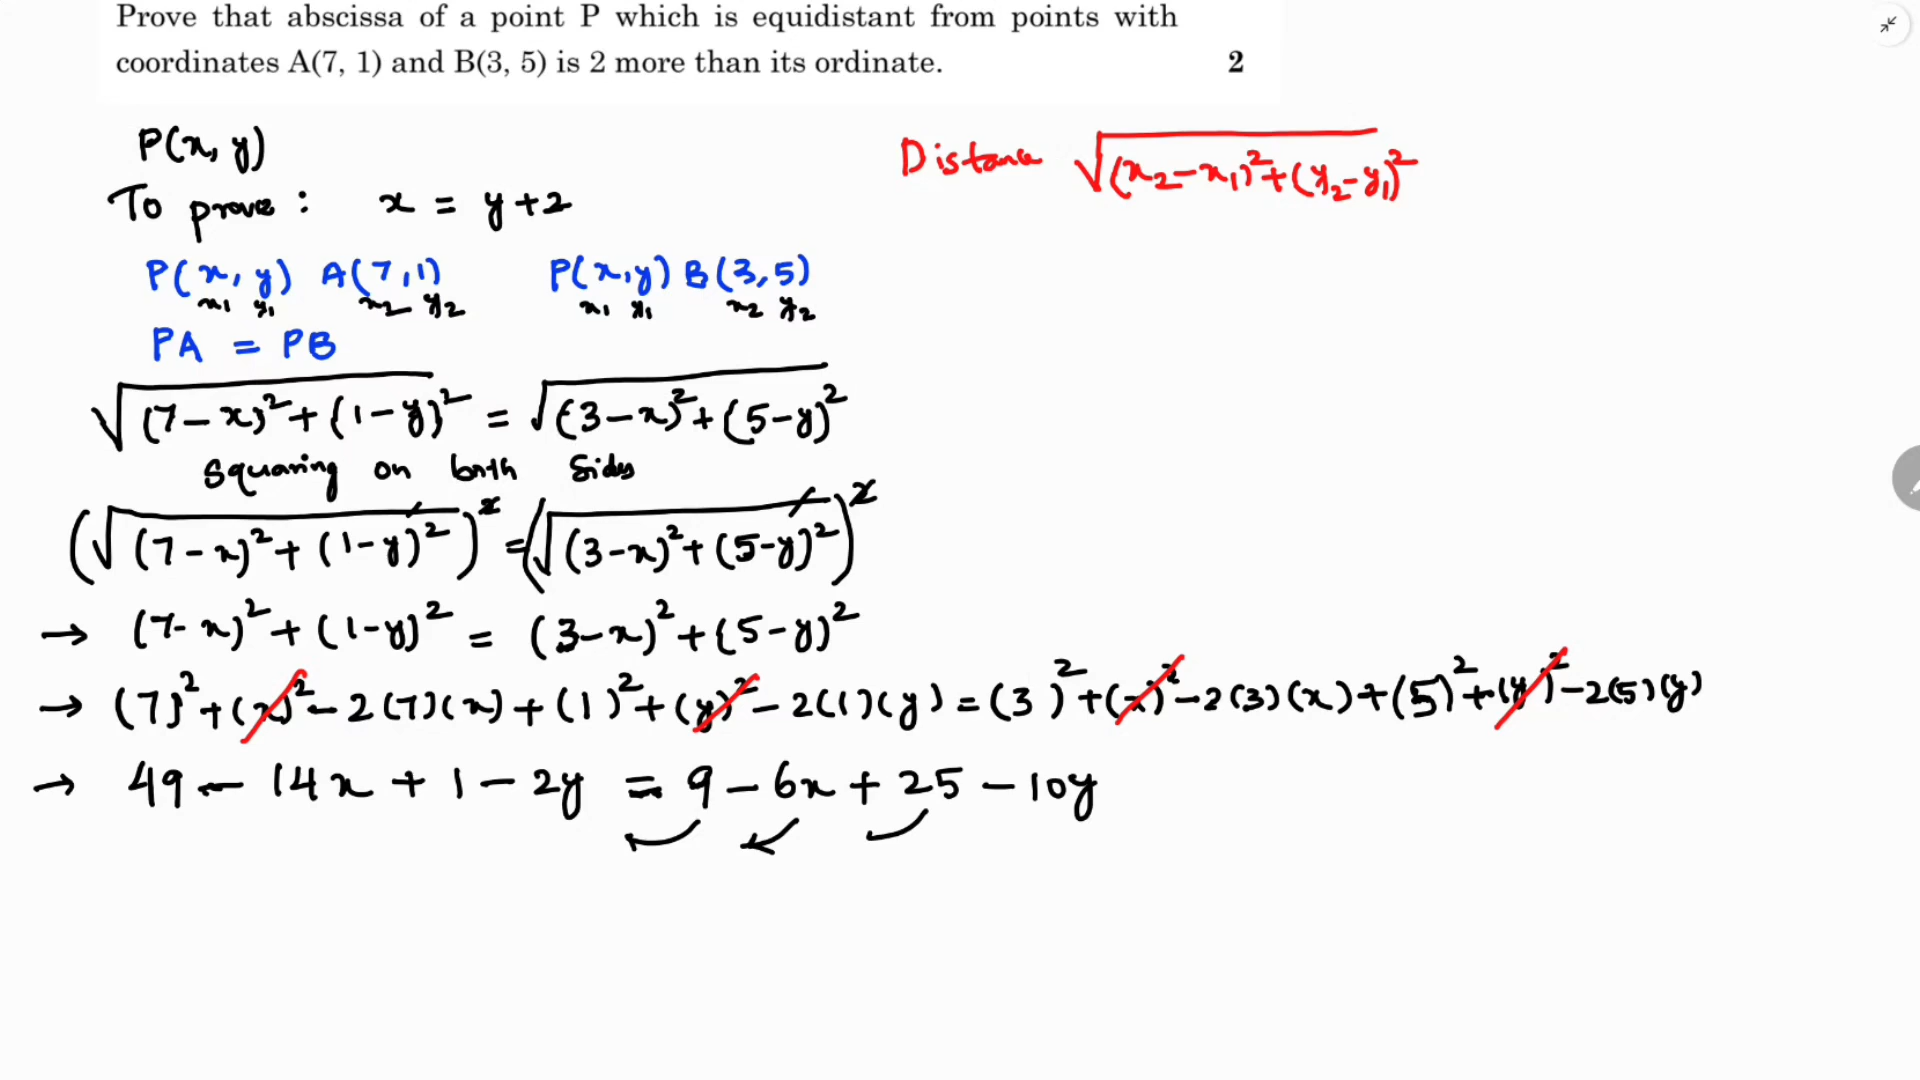 Prove that abscissa of a point P which is equidistant from points with
coordinates A(7, 1) and B(3, 5) is 2 more than its ordinate. 2
P(x, y)
Distance √((x₂-x₁)²+(y₂-y₁)²)
To prove : x = y+2
P(x, y) A(7,1) P(x,y) B(3,5)
x₁ y₁ x₂ y₂ x₁ y₁ x₂ y₂
PA = PB
√((7-x)²+(1-y)²) = √((3-x)²+(5-y)²)
Squaring on both Sides
(√((7-x)²+(1-y)²))² = (√((3-x)²+(5-y)²))²
→ (7-x)²+(1-y)² = (3-x)²+(5-y)²
→ (7)²+(x)²-2(7)(x)+(1)²+(y)²-2(1)(y)=(3)²+(x)²-2(3)(x)+(5)²+(y)²-2(5)(y)
→ 49 - 14x + 1 - 2y = 9 - 6x + 25 - 10y